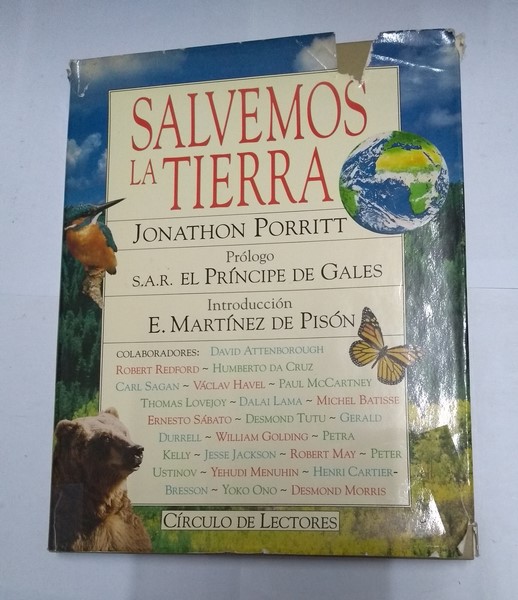 SALVEMOS
LA TIERRA
JONATHON PORRITT
Prólogo
S.A.R. EL PRÍNCIPE DE GALES
Introducción
E. MARTÍNEZ DE PISÓN
COLABORADORES: DAVID ATTENBOROUGH
ROBERT REDFORD ~ HUMBERTO DA CRUZ
CARL SAGAN ~ VÁCLAV HAVEL ~ PAUL MCCARTNEY
THOMAS LOVEJOY ~ DALAI LAMA ~ MICHEL BATISSE
ERNESTO SÁBATO ~ DESMOND TUTU ~ GERALD
DURRELL ~ WILLIAM GOLDING ~ PETRA
KELLY ~ JESSE JACKSON ~ ROBERT MAY ~ PETER
USTINOV ~ YEHUDI MENUHIN ~ HENRI CARTIER-
BRESSON ~ YOKO ONO ~ DESMOND MORRIS
CÍRCULO DE LECTORES